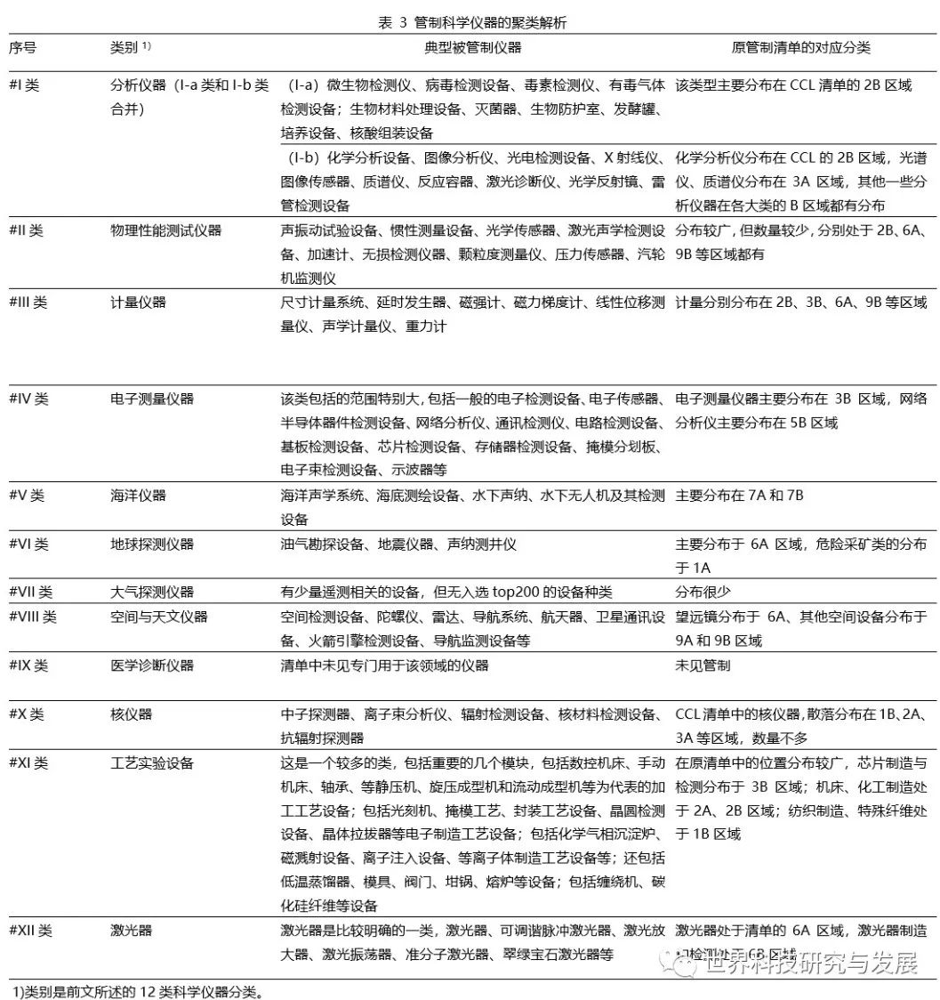 表 3 管制科学仪器的聚类解析
序号 类别 1) 典型被管制仪器 原管制清单的对应分类
#I 类 分析仪器（I-a 类和 I-b 类 （I-a）微生物检测仪、病毒检测设备、毒素检测仪、有毒气体 该类型主要分布在 CCL 清单的 2B 区域
合并） 检测设备；生物材料处理设备、灭菌器、生物防护室、发酵罐、
培养设备、核酸组装设备
（I-b）化学分析设备、图像分析仪、光电检测设备、X 射线仪、 化学分析仪分布在 CCL 的 2B 区域，光谱
图像传感器、质谱仪、反应容器、激光诊断仪、光学反射镜、雷 仪、质谱仪分布在 3A 区域，其他一些分
管检测设备 析仪器在各大类的 B 区域都有分布
#II 类 物理性能测试仪器 声振动试验设备、惯性测量设备、光学传感器、激光声学检测设 分布较广，但数量较少，分别处于 2B、6A、
备、加速计、无损检测仪器、颗粒度测量仪、压力传感器、汽轮 9B 等区域都有
机监测仪
#III 类 计量仪器 尺寸计量系统、延时发生器、磁强计、磁力梯度计、线性位移测 计量分别分布在 2B、3B、6A、9B 等区域
量仪、声学计量仪、重力计
#IV 类 电子测量仪器 该类包括的范围特别大，包括一般的电子检测设备、电子传感器、 电子测量仪器主要分布在 3B 区域，网络
半导体器件检测设备、网络分析仪、通讯检测仪、电路检测设备、 分析仪主要分布在 5B 区域
基板检测设备、芯片检测设备、存储器检测设备、掩模分划板、
电子束检测设备、示波器等
#V 类 海洋仪器 海洋声学系统、海底测绘设备、水下声纳、水下无人机及其检测 主要分布在 7A 和 7B
设备
#VI 类 地球探测仪器 油气勘探设备、地震仪器、声纳测井仪 主要分布于 6A 区域，危险采矿类的分布
于 1A
#VII 类 大气探测仪器 有少量遥测相关的设备，但无入选 top200 的设备种类 分布很少
#VIII 类 空间与天文仪器 空间检测设备、陀螺仪、雷达、导航系统、航天器、卫星通讯设 望远镜分布于 6A、其他空间设备分布于
备、火箭引擎检测设备、导航监测设备等 9A 和 9B 区域
#IX 类 医学诊断仪器 清单中未见专门用于该领域的仪器 未见管制
#X 类 核仪器 中子探测器、离子束分析仪、辐射检测设备、核材料检测设备、 CCL 清单中的核仪器，散落分布在 1B、2A、
抗辐射探测器 3A 等区域，数量不多
#XI 类 工艺实验设备 这是一个较多的类，包括重要的几个模块，包括数控机床、手动 在原清单中的位置分布较广，芯片制造与
机床、轴承、等静压机、旋压成型机和流动成型机等为代表的加 检测分布于 3B 区域；机床、化工制造处
工工艺设备；包括光刻机、掩模工艺、封装工艺设备、晶圆检测 于 2A、2B 区域；纺织制造、特殊纤维处
设备、晶体拉拔器等电子制造工艺设备；包括化学气相沉淀炉、 于 1B 区域
磁溅射设备、离子注入设备、等离子体制造工艺设备等；还包括
低温蒸馏器、模具、阀门、坩锅、熔炉等设备；包括缠绕机、碳
化硅纤维等设备
#XII 类 激光器 激光器是比较明确的一类，激光器、可调谐脉冲激光器、激光放 激光器处于清单的 6A 区域，激光器制造
大器、激光振荡器、准分子激光器、翠绿宝石激光器等 检测处于 6B 区域
世界科技研究与发展
1)类别是前文所述的 12 类科学仪器分类。